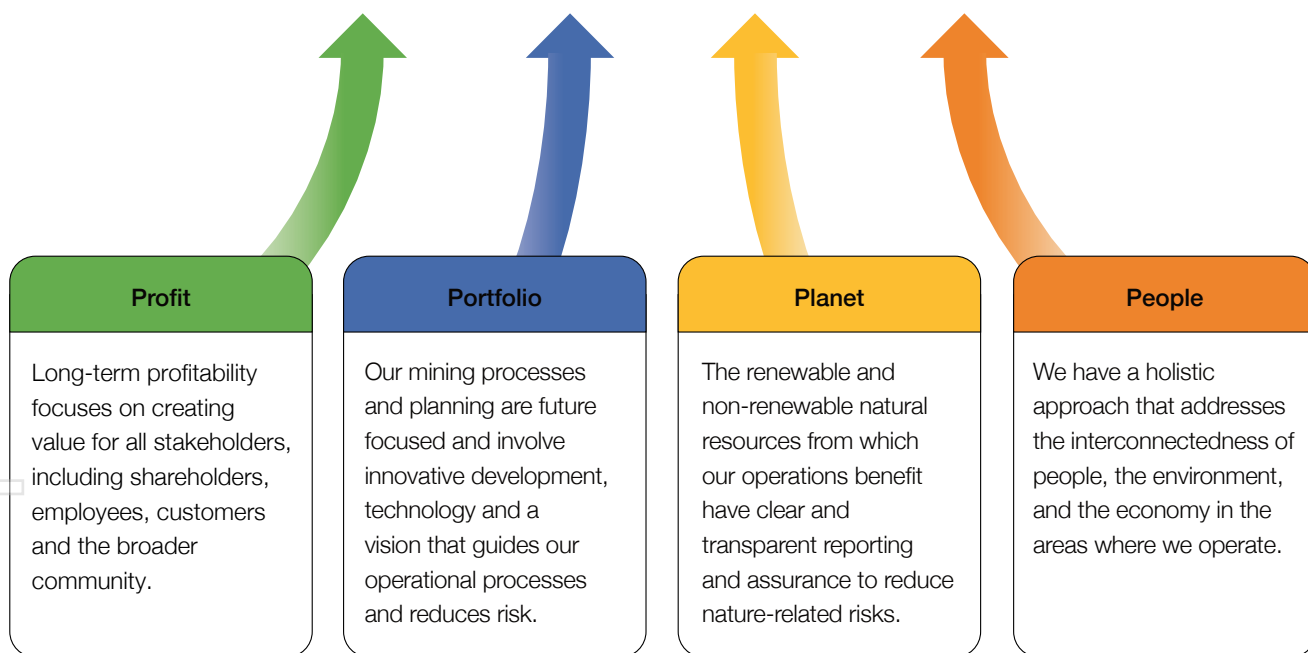 Profit
Long-term profitability
focuses on creating
value for all stakeholders,
including shareholders,
employees, customers
and the broader
community.
Portfolio
Our mining processes
and planning are future
focused and involve
innovative development,
technology and a
vision that guides our
operational processes
and reduces risk.
Planet
The renewable and
non-renewable natural
resources from which
our operations benefit
have clear and
transparent reporting
and assurance to reduce
nature-related risks.
People
We have a holistic
approach that addresses
the interconnectedness of
people, the environment,
and the economy in the
areas where we operate.